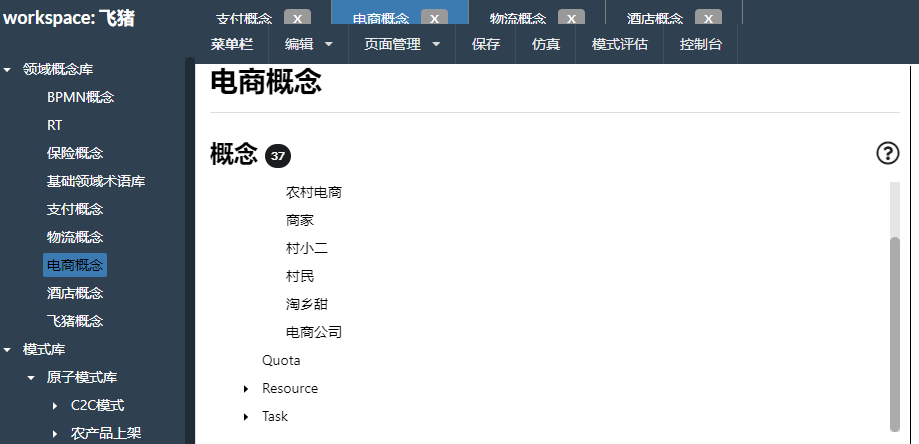 workspace: 飞猪
支付概念 X 电商概念 X 物流概念 X 酒店概念 X
菜单栏 编辑 页面管理 保存 仿真 模式评估 控制台
领域概念库
BPMN概念
RT
保险概念
基础领域术语库
支付概念
物流概念
电商概念
酒店概念
飞猪概念
模式库
原子模式库
C2C模式
农产品上架
电商概念
概念 37 ?
农村电商
商家
村小二
村民
淘乡甜
电商公司
Quota
Resource
Task